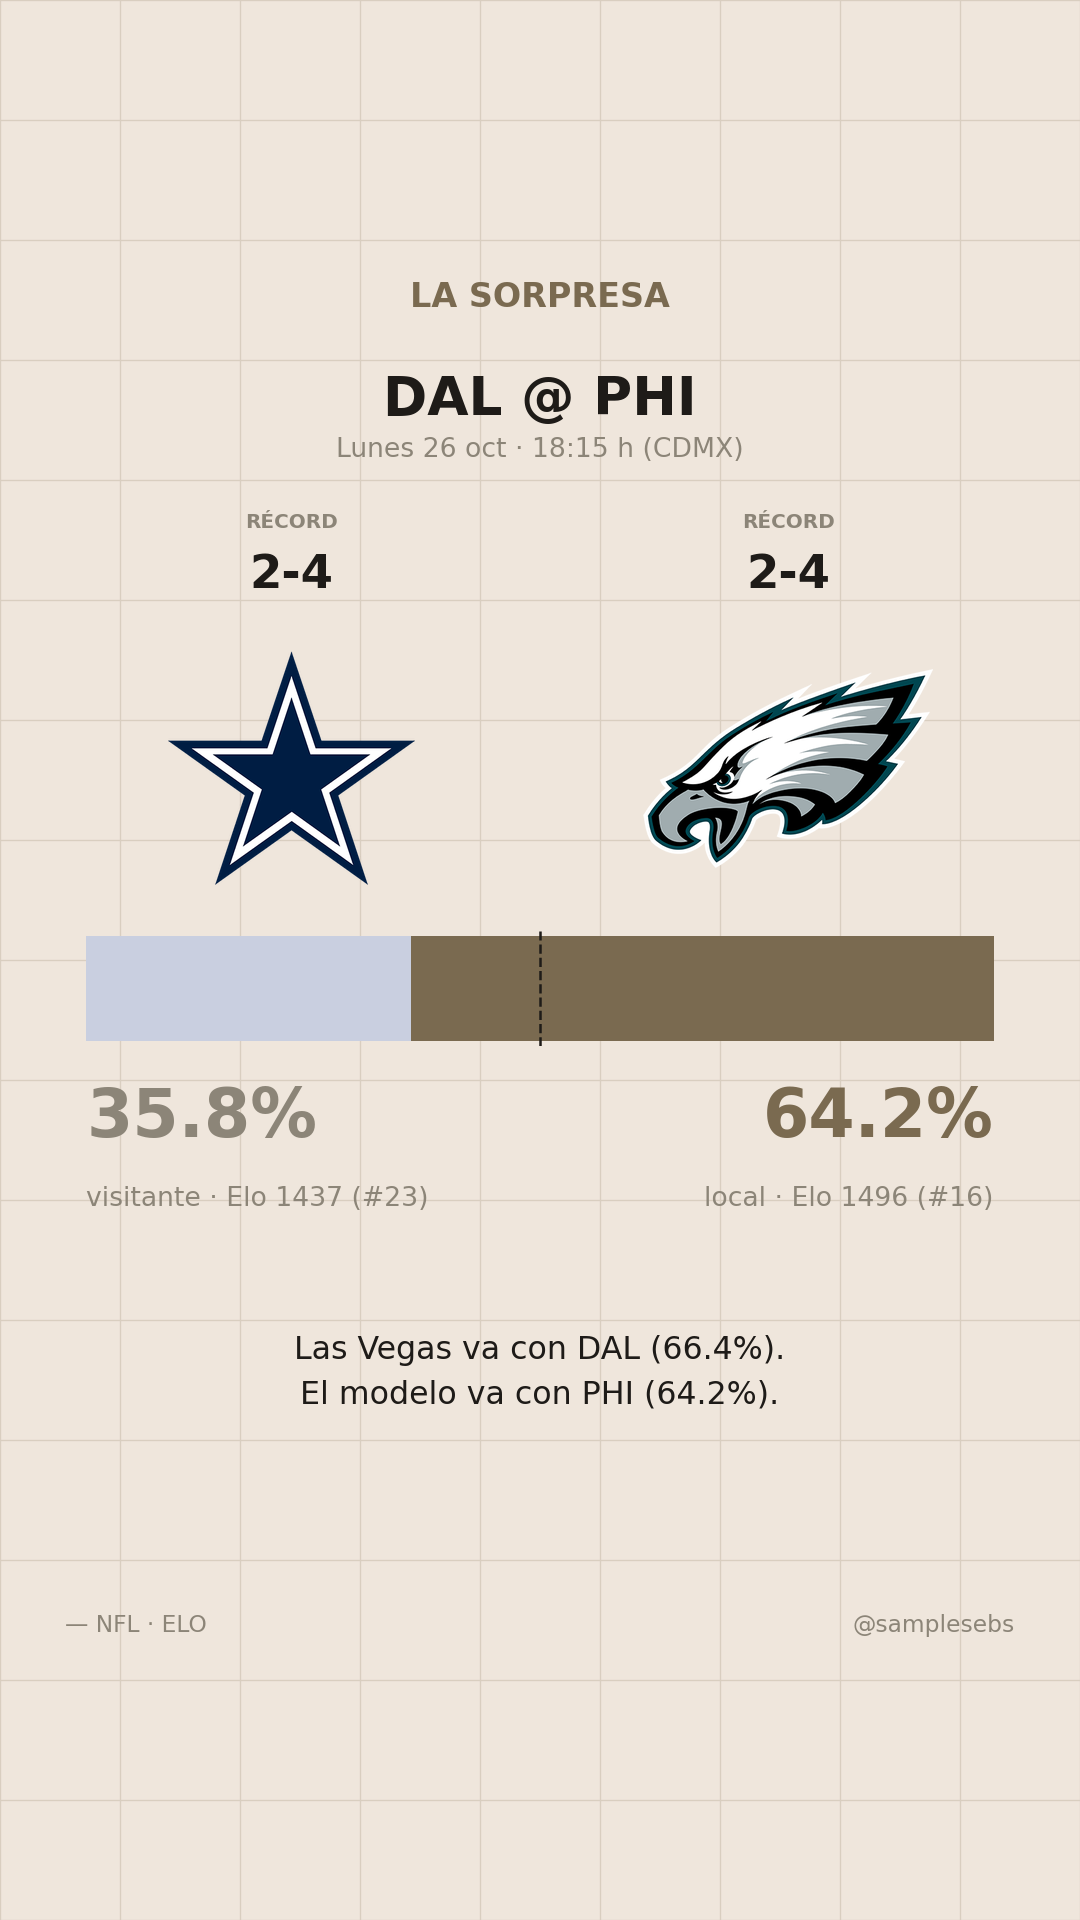 LA SORPRESA
DAL @ PHI
Lunes 26 oct · 18:15 h (CDMX)
RÉCORD RÉCORD
2-4 2-4
35.8% 64.2%
visitante · Elo 1437 (#23) local · Elo 1496 (#16)
Las Vegas va con DAL (66.4%).
El modelo va con PHI (64.2%).
— NFL · ELO @samplesebs